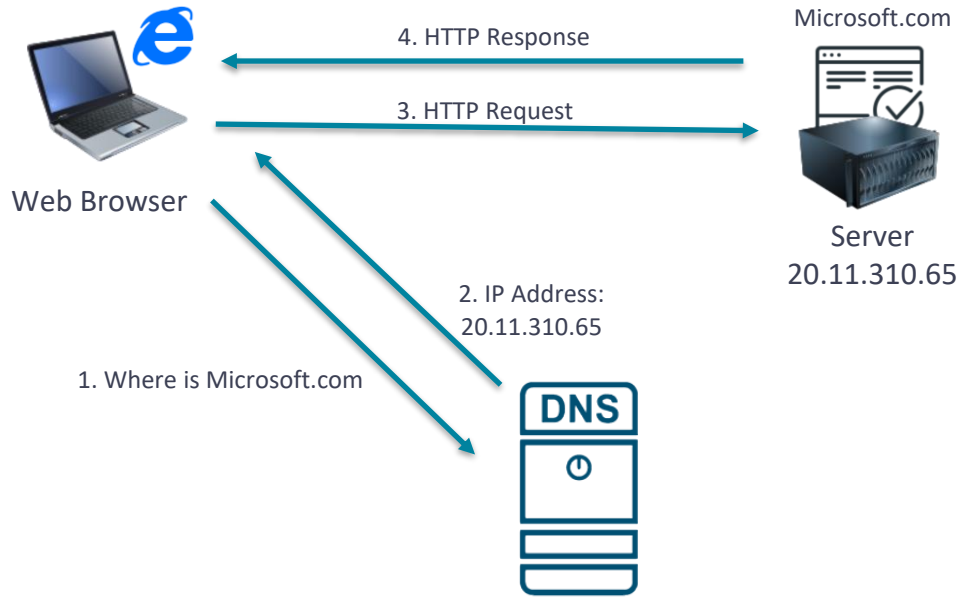 Microsoft.com
4. HTTP Response
3. HTTP Request
Web Browser
Server
20.11.310.65
2. IP Address:
20.11.310.65
1. Where is Microsoft.com
DNS